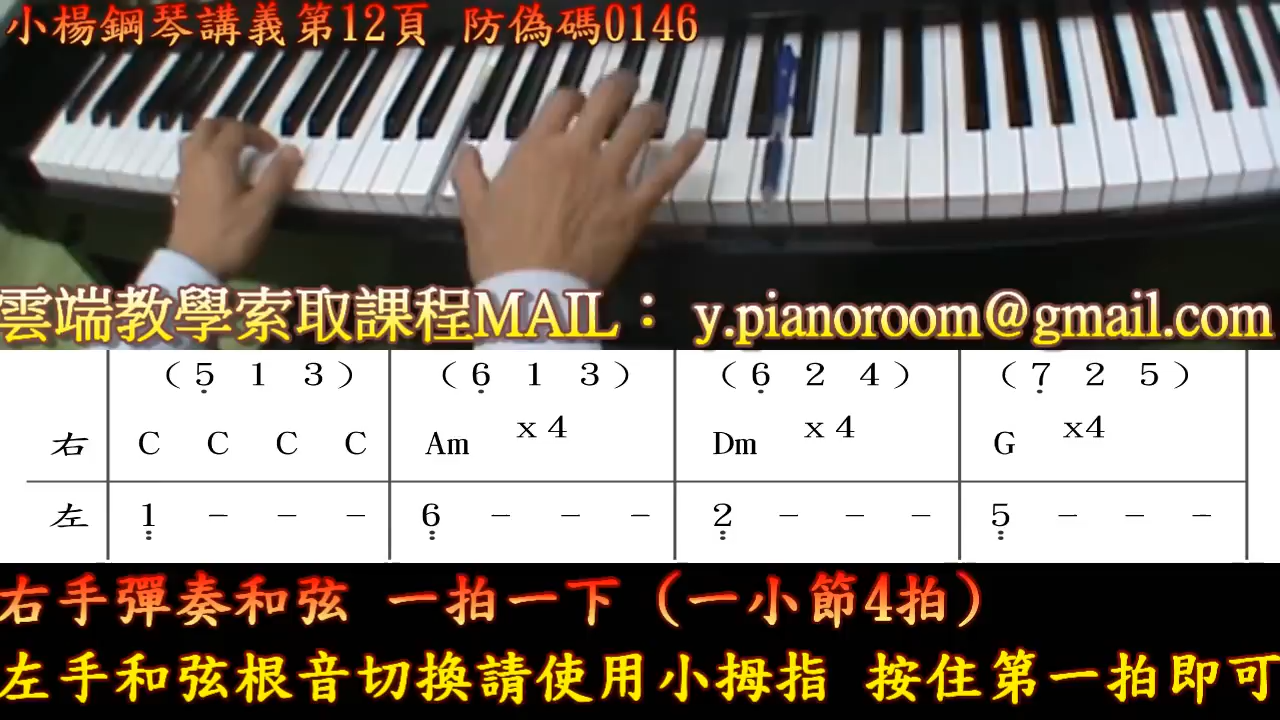 小楊鋼琴講義第12頁 防偽碼0146
雲端教學索取課程MAIL： y.pianoroom@gmail.com
（5̣ 1 3） （6̣ 1 3） （6̣ 2 4） （7̣ 2 5）
右 C C C C Am x 4 Dm x 4 G x4
左 1 － － － 6 － － － 2 － － － 5 － － －
右手彈奏和弦 一拍一下（一小節4拍）
左手和弦根音切換請使用小拇指 按住第一拍即可